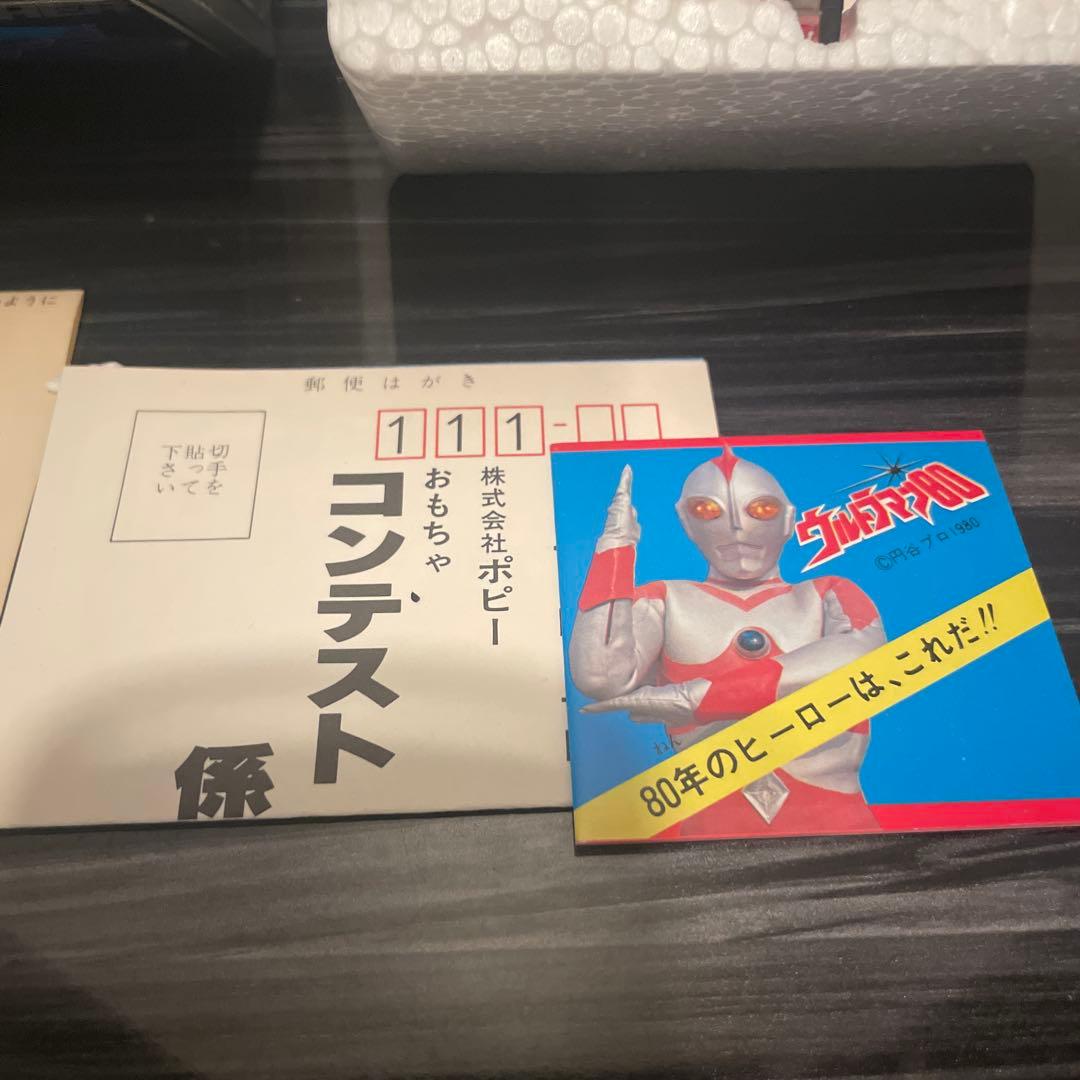 ように
郵便はがき
111-
切手を
貼って
下さい
株式会社ポピー
おもちゃ
コンテスト
係
ウルトラマン80
©円谷プロ1980
80年のヒーローは、これだ!!
ねん